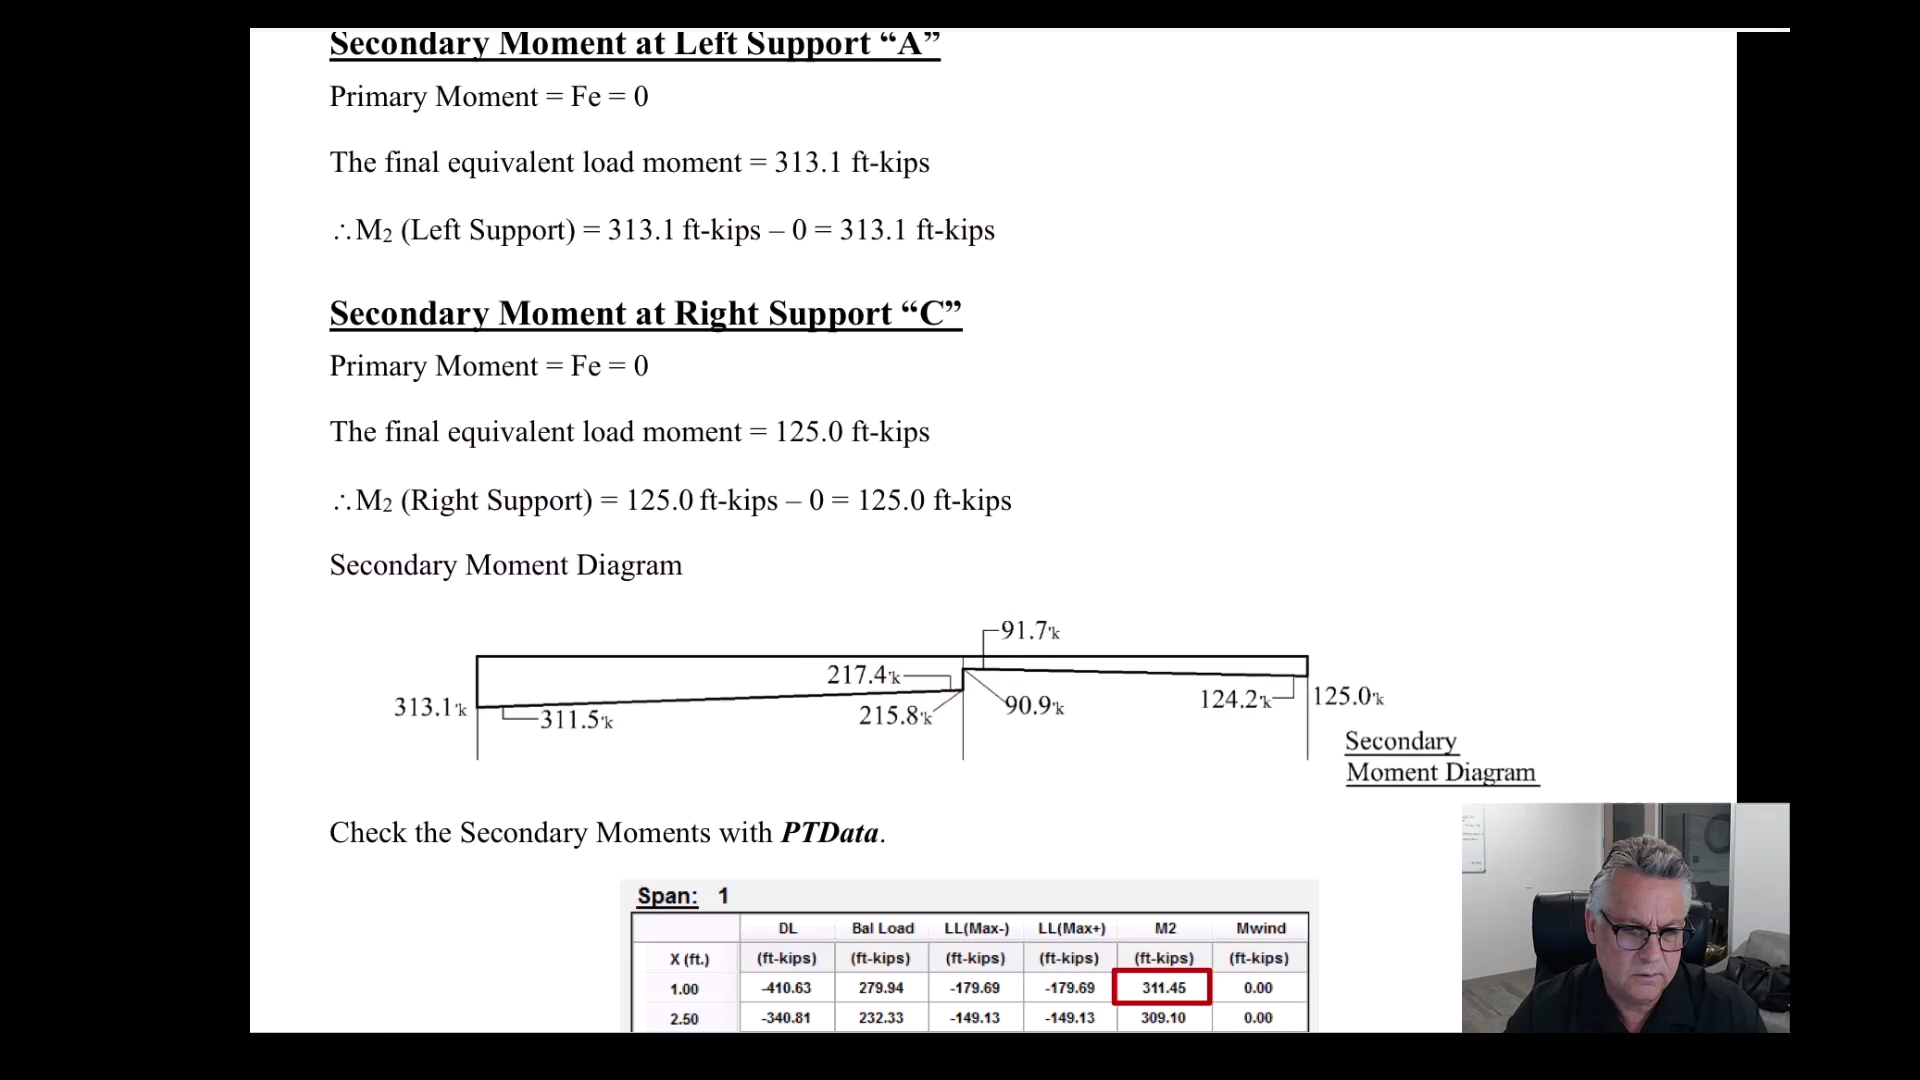 Secondary Moment at Left Support “A”
Primary Moment = Fe = 0
The final equivalent load moment = 313.1 ft-kips
∴M₂ (Left Support) = 313.1 ft-kips – 0 = 313.1 ft-kips
Secondary Moment at Right Support “C”
Primary Moment = Fe = 0
The final equivalent load moment = 125.0 ft-kips
∴M₂ (Right Support) = 125.0 ft-kips – 0 = 125.0 ft-kips
Secondary Moment Diagram
91.7'k
217.4'k
313.1'k 311.5'k 215.8'k 90.9'k 124.2'k 125.0'k
Secondary
Moment Diagram
Check the Secondary Moments with PTData.
Span: 1
DL Bal Load LL(Max-) LL(Max+) M2 Mwind
X (ft.) (ft-kips) (ft-kips) (ft-kips) (ft-kips) (ft-kips) (ft-kips)
1.00 -410.63 279.94 -179.69 -179.69 311.45 0.00
2.50 -340.81 232.33 -149.13 -149.13 309.10 0.00